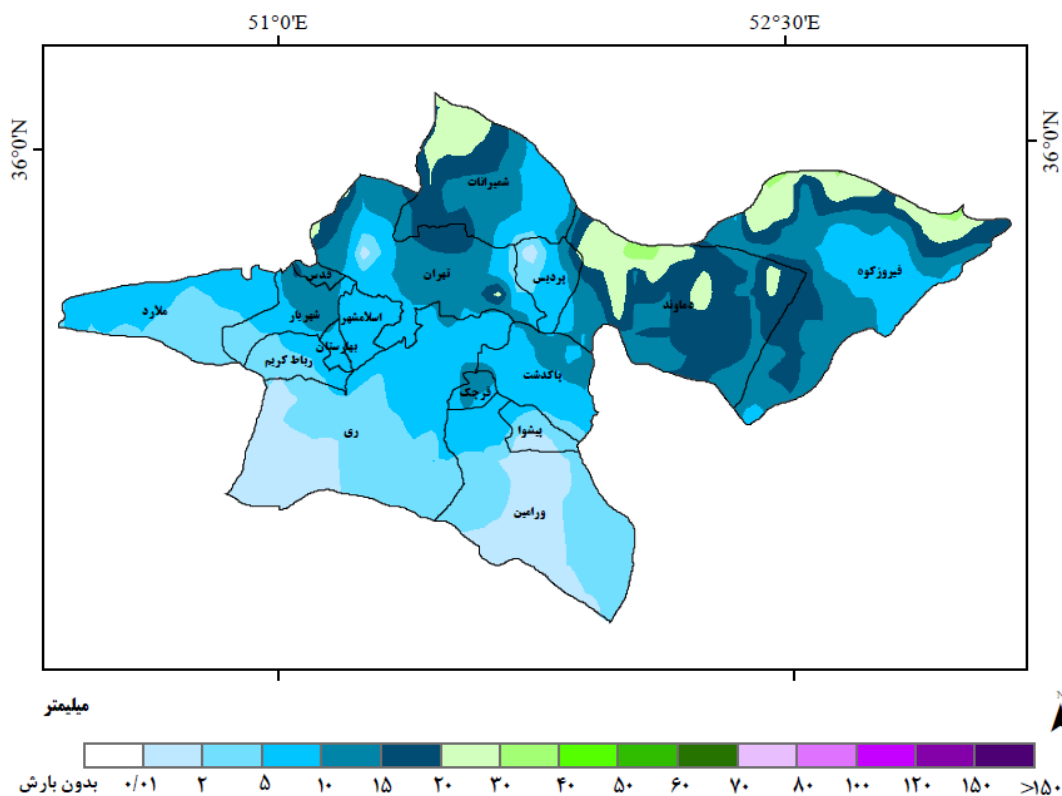 51°0'E 52°30'E
36°0'N 36°0'N
شمیرانات
تهران
پردیس
دماوند
فیروزکوه
قدس
شهریار
اسلامشهر
ملارد
بهارستان
رباط کریم
پاکدشت
قرچک
پیشوا
ری
ورامین
میلیمتر
N
بدون بارش ۰/۰۱ ۲ ۵ ۱۰ ۱۵ ۲۰ ۳۰ ۴۰ ۵۰ ۶۰ ۷۰ ۸۰ ۱۰۰ ۱۲۰ ۱۵۰ >۱۵۰